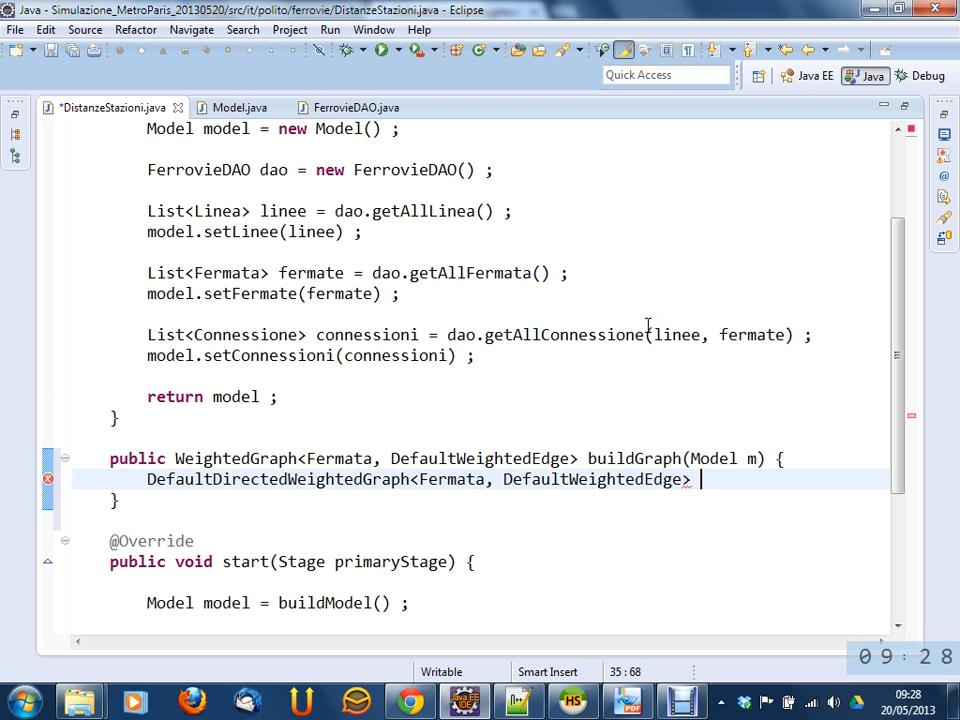 Java - Simulazione_MetroParis_20130520/src/it/polito/ferrovie/DistanzeStazioni.java - Eclipse
File Edit Source Refactor Navigate Search Project Run Window Help
Quick Access
Java EE
Java
Debug
*DistanzeStazioni.java
Model.java
FerrovieDAO.java
Model model = new Model() ;
FerrovieDAO dao = new FerrovieDAO() ;
List<Linea> linee = dao.getAllLinea() ;
model.setLinee(linee) ;
List<Fermata> fermate = dao.getAllFermata() ;
model.setFermate(fermate) ;
List<Connessione> connessioni = dao.getAllConnessione(linee, fermate) ;
model.setConnessioni(connessioni) ;
return model ;
}
public WeightedGraph<Fermata, DefaultWeightedEdge> buildGraph(Model m) {
DefaultDirectedWeightedGraph<Fermata, DefaultWeightedEdge>
}
@Override
public void start(Stage primaryStage) {
Model model = buildModel() ;
09:28
Writable
Smart Insert
35 : 68
09:28
20/05/2013